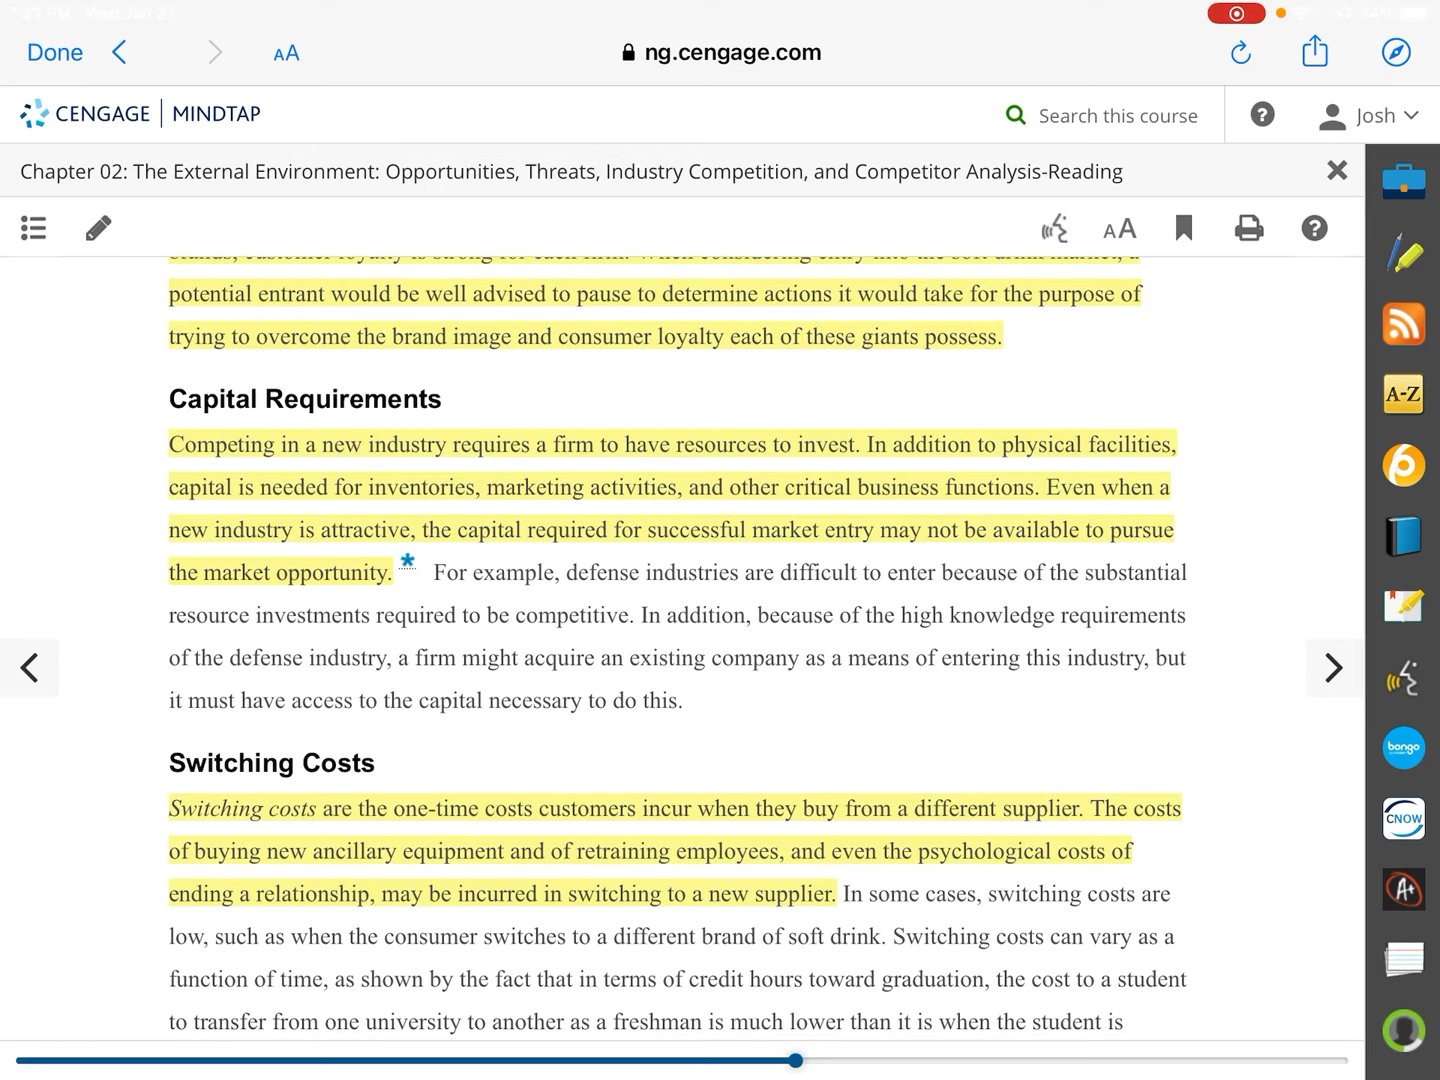 Done
AA
ng.cengage.com
CENGAGE | MINDTAP
Search this course
Josh
Chapter 02: The External Environment: Opportunities, Threats, Industry Competition, and Competitor Analysis-Reading
AA
potential entrant would be well advised to pause to determine actions it would take for the purpose of
trying to overcome the brand image and consumer loyalty each of these giants possess.
Capital Requirements
Competing in a new industry requires a firm to have resources to invest. In addition to physical facilities,
capital is needed for inventories, marketing activities, and other critical business functions. Even when a
new industry is attractive, the capital required for successful market entry may not be available to pursue
the market opportunity. * For example, defense industries are difficult to enter because of the substantial
resource investments required to be competitive. In addition, because of the high knowledge requirements
of the defense industry, a firm might acquire an existing company as a means of entering this industry, but
it must have access to the capital necessary to do this.
Switching Costs
Switching costs are the one-time costs customers incur when they buy from a different supplier. The costs
of buying new ancillary equipment and of retraining employees, and even the psychological costs of
ending a relationship, may be incurred in switching to a new supplier. In some cases, switching costs are
low, such as when the consumer switches to a different brand of soft drink. Switching costs can vary as a
function of time, as shown by the fact that in terms of credit hours toward graduation, the cost to a student
to transfer from one university to another as a freshman is much lower than it is when the student is
A-Z
bongo
CNOW
A+